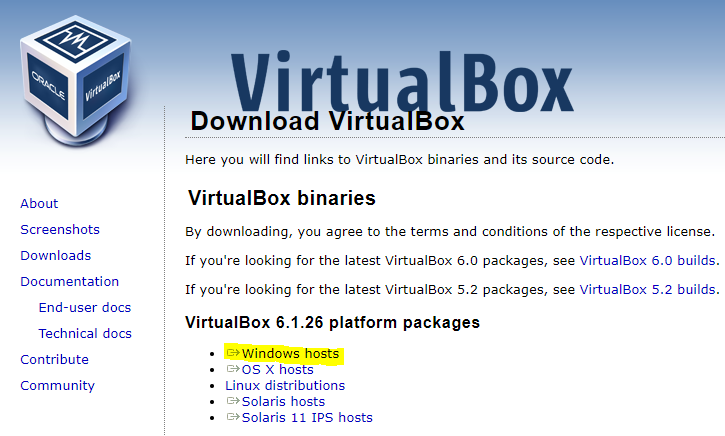 ORACLE
VirtualBox
VirtualBox
Download VirtualBox
Here you will find links to VirtualBox binaries and its source code.
VirtualBox binaries
By downloading, you agree to the terms and conditions of the respective license.
If you're looking for the latest VirtualBox 6.0 packages, see VirtualBox 6.0 builds.
If you're looking for the latest VirtualBox 5.2 packages, see VirtualBox 5.2 builds.
VirtualBox 6.1.26 platform packages
• Windows hosts
• OS X hosts
• Linux distributions
• Solaris hosts
• Solaris 11 IPS hosts
About
Screenshots
Downloads
Documentation
End-user docs
Technical docs
Contribute
Community